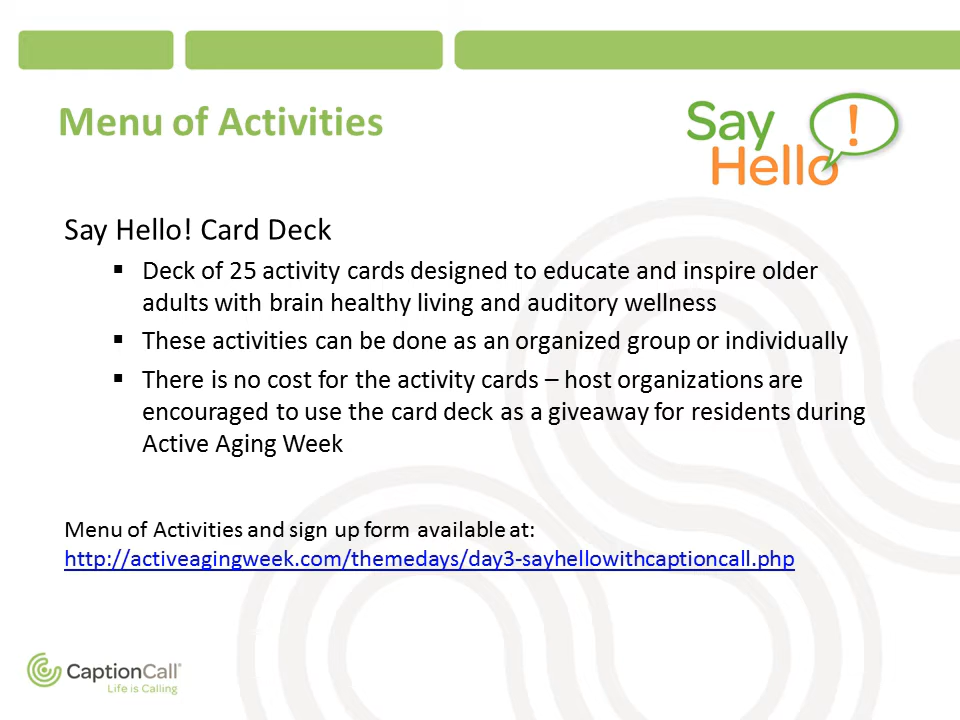 Menu of Activities
Say
!
Hello
Say Hello! Card Deck
▪ Deck of 25 activity cards designed to educate and inspire older
adults with brain healthy living and auditory wellness
▪ These activities can be done as an organized group or individually
▪ There is no cost for the activity cards – host organizations are
encouraged to use the card deck as a giveaway for residents during
Active Aging Week
Menu of Activities and sign up form available at:
http://activeagingweek.com/themedays/day3-sayhellowithcaptioncall.php
CaptionCall®
Life is Calling